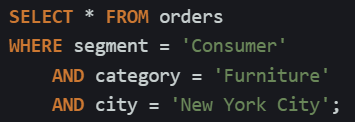 SELECT * FROM orders
WHERE segment = 'Consumer'
    AND category = 'Furniture'
    AND city = 'New York City';